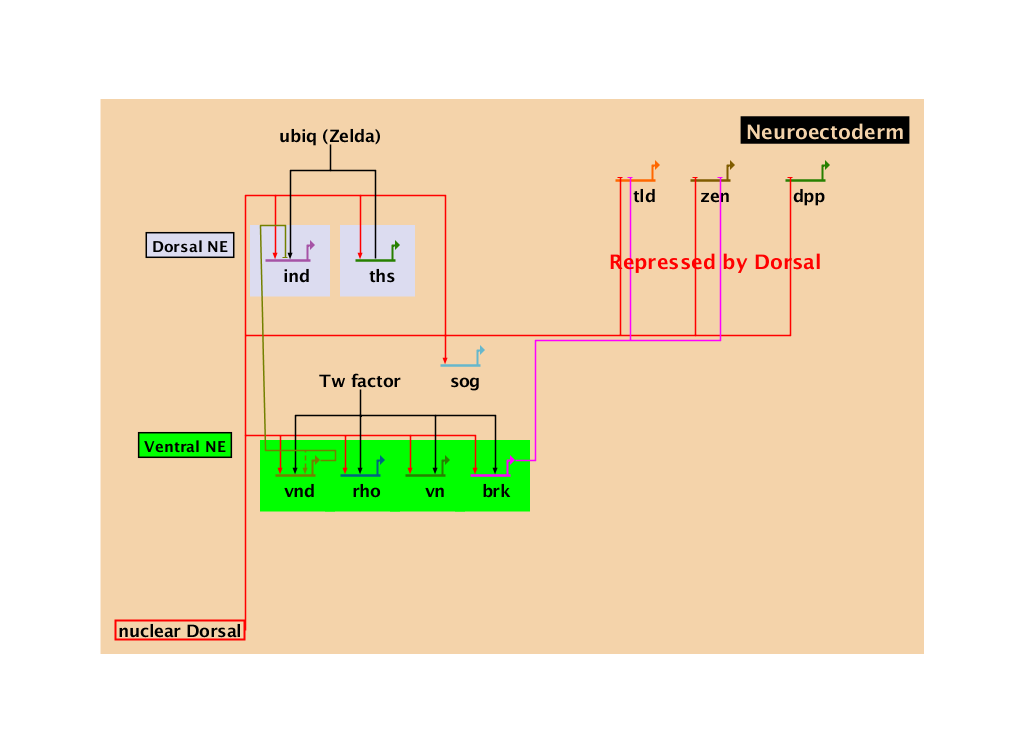 Neuroectoderm
ubiq (Zelda)
tld
zen
dpp
Dorsal NE
Repressed by Dorsal
ind
ths
Tw factor
sog
Ventral NE
vnd
rho
vn
brk
nuclear Dorsal